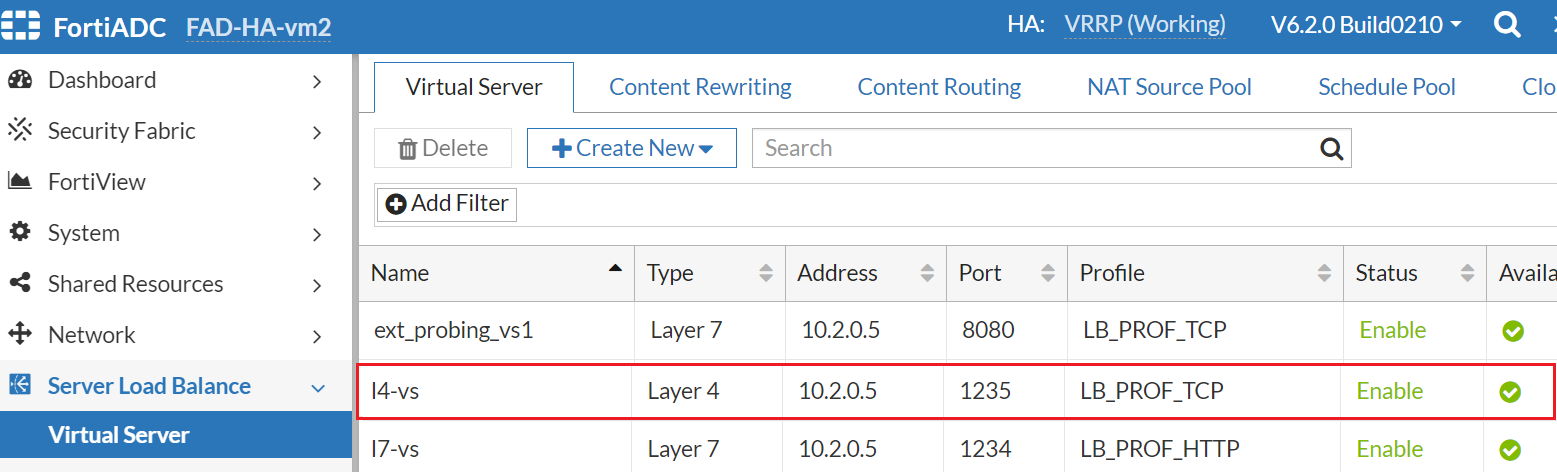 FortiADC FAD-HA-vm2 HA: VRRP (Working) V6.2.0 Build0210
Dashboard
Security Fabric
FortiView
System
Shared Resources
Network
Server Load Balance
Virtual Server
Virtual Server Content Rewriting Content Routing NAT Source Pool Schedule Pool Clo
Delete Create New Search
Add Filter
Name Type Address Port Profile Status Availa
ext_probing_vs1 Layer 7 10.2.0.5 8080 LB_PROF_TCP Enable
l4-vs Layer 4 10.2.0.5 1235 LB_PROF_TCP Enable
l7-vs Layer 7 10.2.0.5 1234 LB_PROF_HTTP Enable